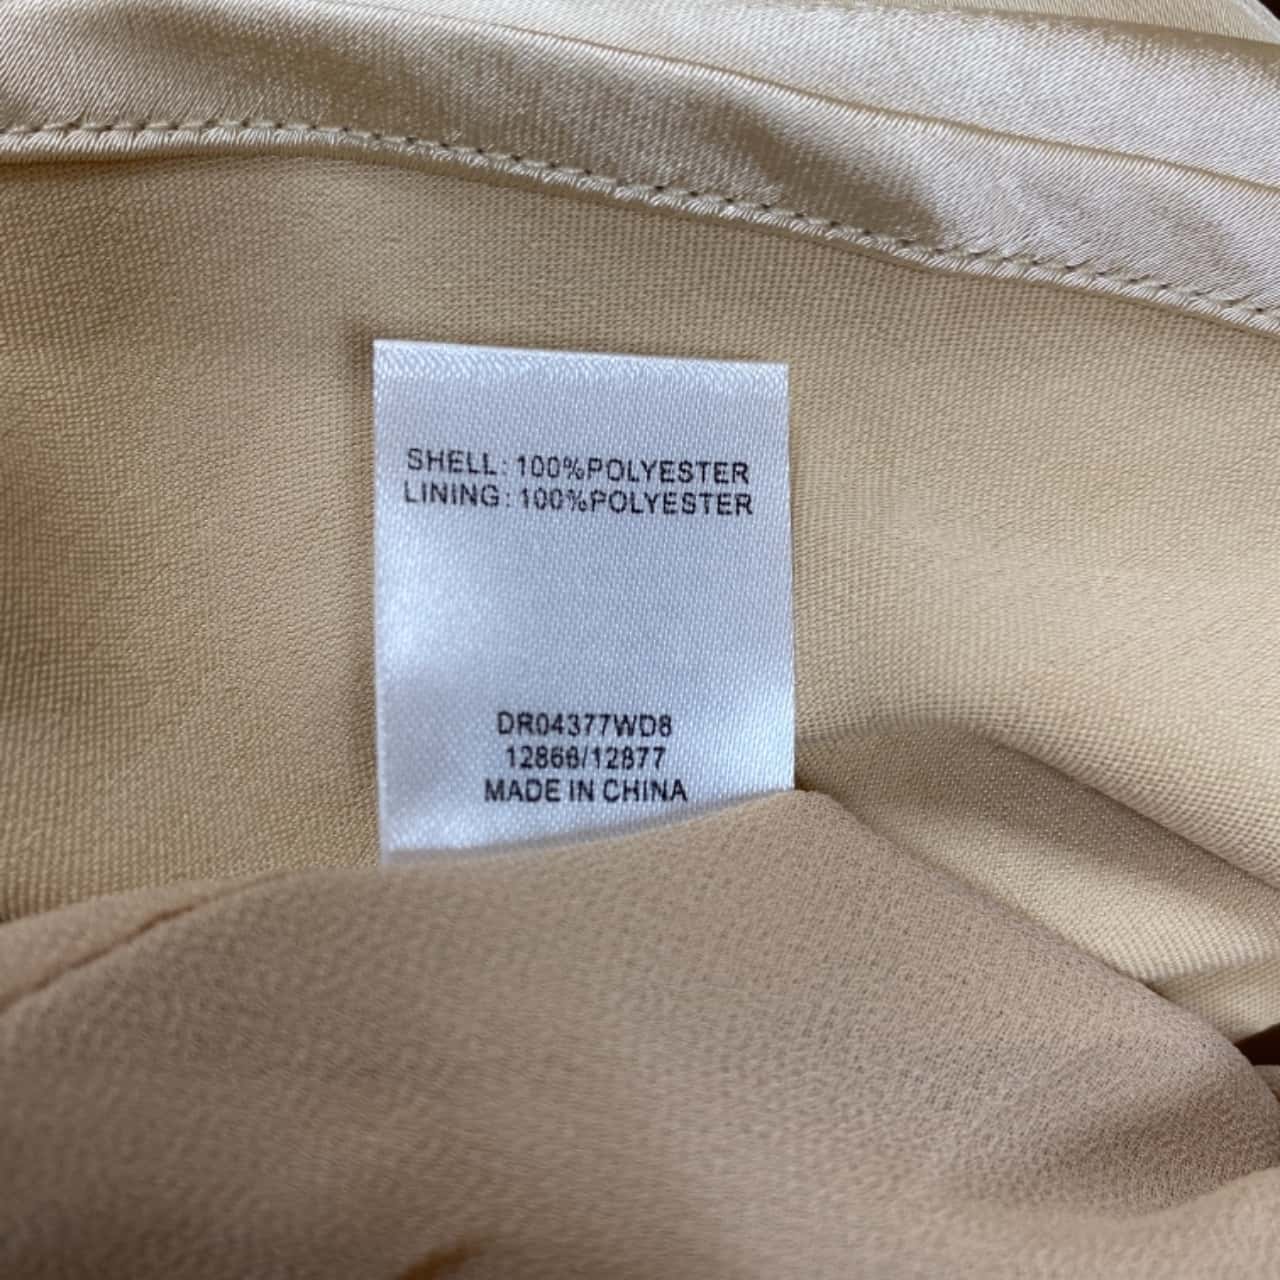 SHELL: 100%POLYESTER
LINING: 100%POLYESTER
DR04377WD8
12866/12877
MADE IN CHINA